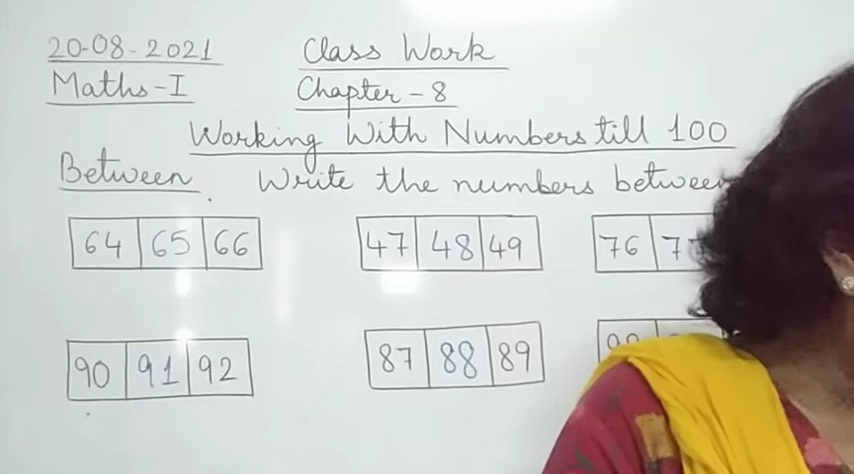 20-08-2021 Class Work
Maths-I Chapter-8
Working With Numbers till 100
Between. Write the numbers between
64 65 66 47 48 49 76
90 91 92 87 88 89